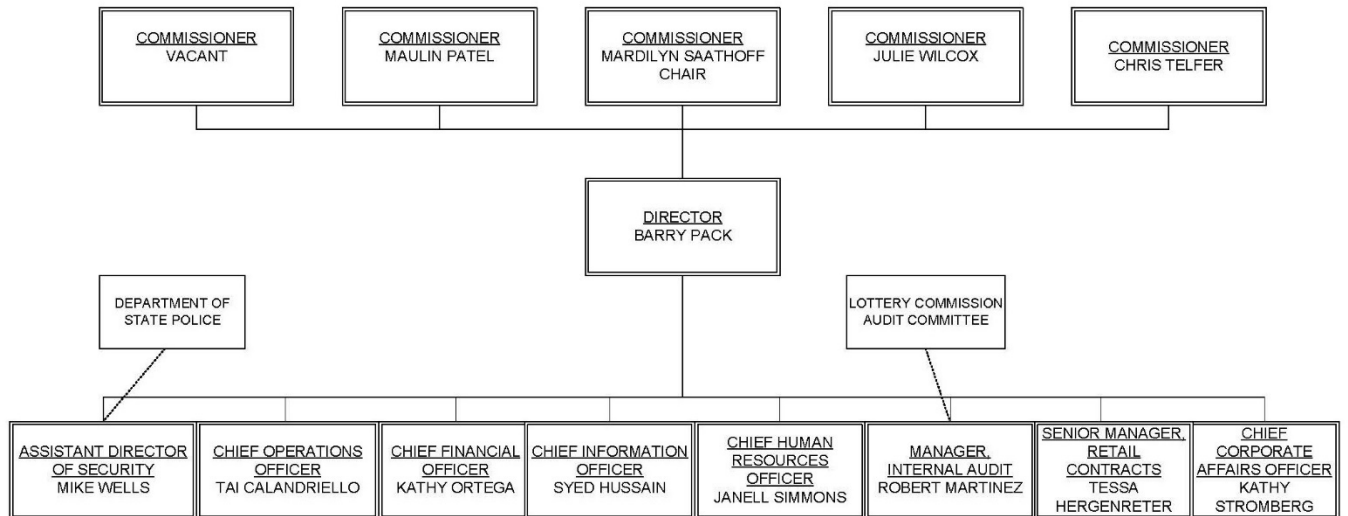 COMMISSIONER
VACANT
COMMISSIONER
MAULIN PATEL
COMMISSIONER
MARDILYN SAATHOFF
CHAIR
COMMISSIONER
JULIE WILCOX
COMMISSIONER
CHRIS TELFER
DIRECTOR
BARRY PACK
DEPARTMENT OF
STATE POLICE
LOTTERY COMMISSION
AUDIT COMMITTEE
ASSISTANT DIRECTOR
OF SECURITY
MIKE WELLS
CHIEF OPERATIONS
OFFICER
TAI CALANDRIELLO
CHIEF FINANCIAL
OFFICER
KATHY ORTEGA
CHIEF INFORMATION
OFFICER
SYED HUSSAIN
CHIEF HUMAN
RESOURCES
OFFICER
JANELL SIMMONS
MANAGER,
INTERNAL AUDIT
ROBERT MARTINEZ
SENIOR MANAGER,
RETAIL
CONTRACTS
TESSA
HERGENRETER
CHIEF
CORPORATE
AFFAIRS OFFICER
KATHY
STROMBERG